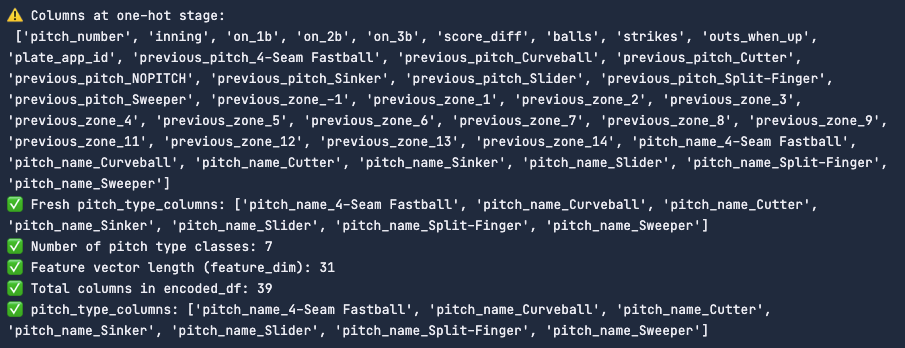 ⚠️ Columns at one-hot stage:
['pitch_number', 'inning', 'on_1b', 'on_2b', 'on_3b', 'score_diff', 'balls', 'strikes', 'outs_when_up',
'plate_app_id', 'previous_pitch_4-Seam Fastball', 'previous_pitch_Curveball', 'previous_pitch_Cutter',
'previous_pitch_NOPITCH', 'previous_pitch_Sinker', 'previous_pitch_Slider', 'previous_pitch_Split-Finger',
'previous_pitch_Sweeper', 'previous_zone_-1', 'previous_zone_1', 'previous_zone_2', 'previous_zone_3',
'previous_zone_4', 'previous_zone_5', 'previous_zone_6', 'previous_zone_7', 'previous_zone_8', 'previous_zone_9',
'previous_zone_11', 'previous_zone_12', 'previous_zone_13', 'previous_zone_14', 'pitch_name_4-Seam Fastball',
'pitch_name_Curveball', 'pitch_name_Cutter', 'pitch_name_Sinker', 'pitch_name_Slider', 'pitch_name_Split-Finger',
'pitch_name_Sweeper']
✅ Fresh pitch_type_columns: ['pitch_name_4-Seam Fastball', 'pitch_name_Curveball', 'pitch_name_Cutter',
'pitch_name_Sinker', 'pitch_name_Slider', 'pitch_name_Split-Finger', 'pitch_name_Sweeper']
✅ Number of pitch type classes: 7
✅ Feature vector length (feature_dim): 31
✅ Total columns in encoded_df: 39
✅ pitch_type_columns: ['pitch_name_4-Seam Fastball', 'pitch_name_Curveball', 'pitch_name_Cutter',
'pitch_name_Sinker', 'pitch_name_Slider', 'pitch_name_Split-Finger', 'pitch_name_Sweeper']